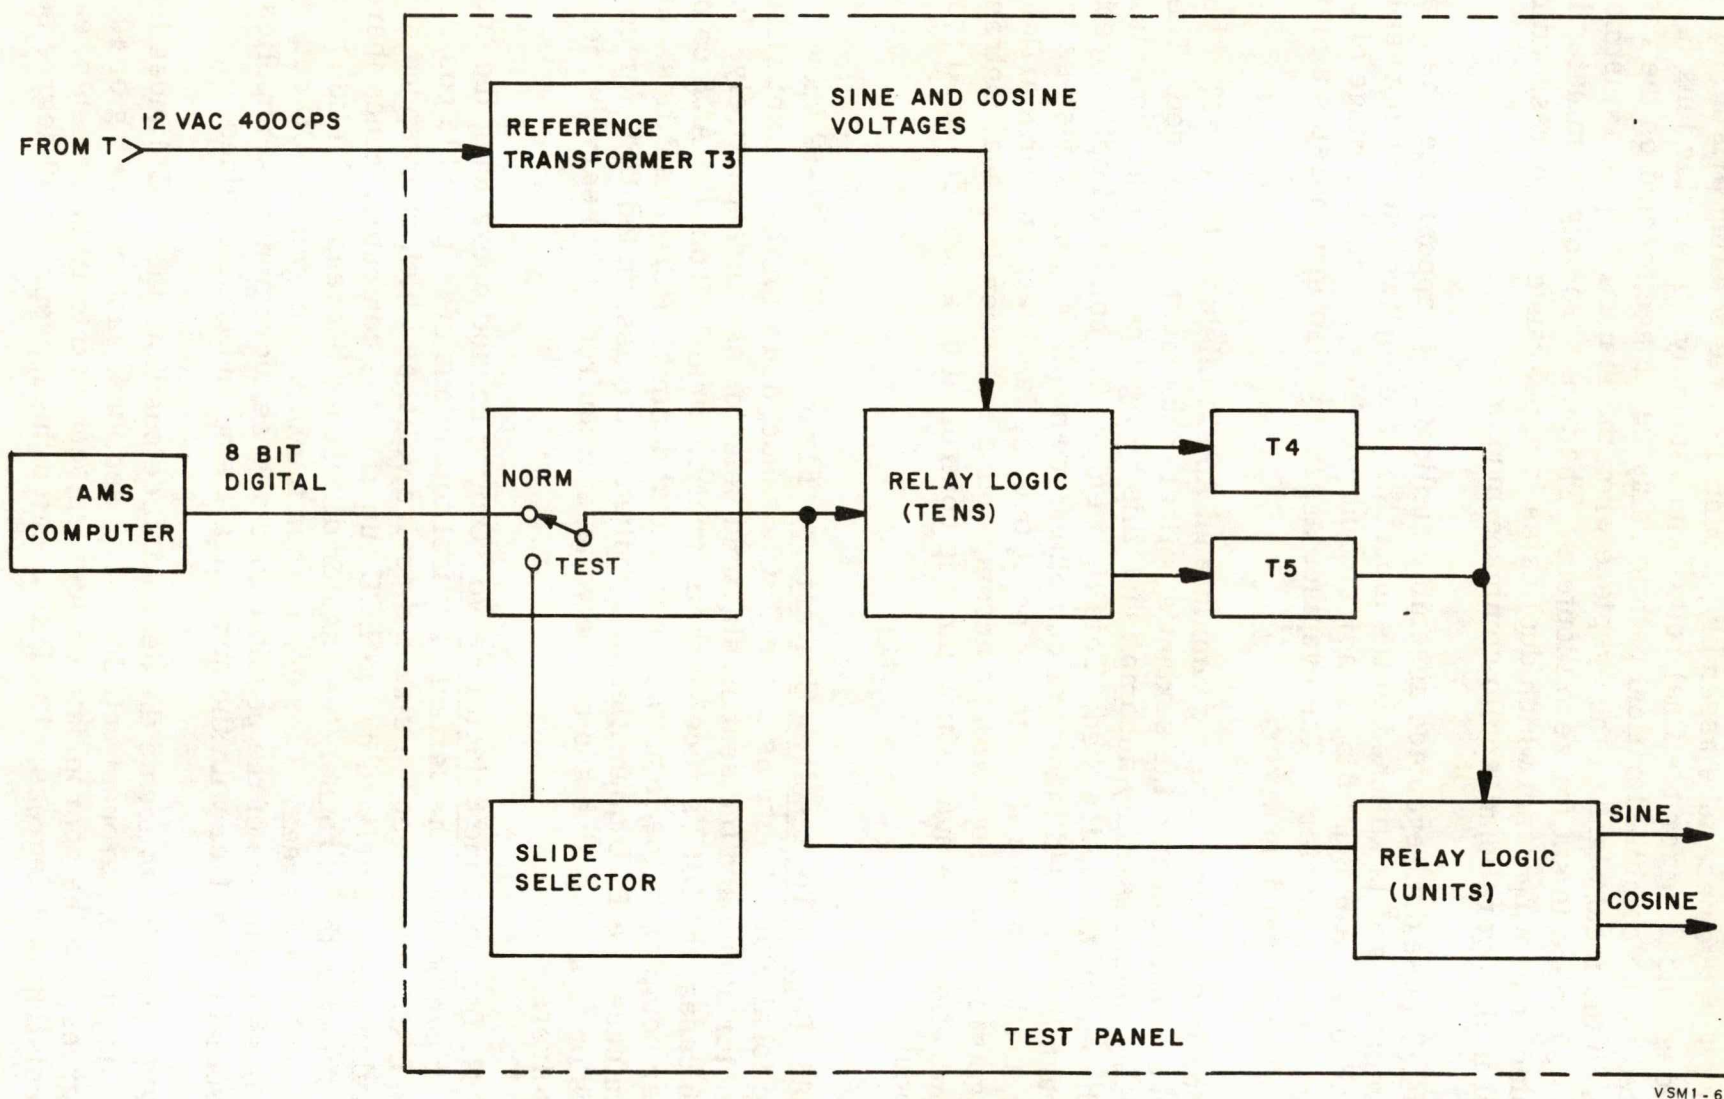 12 VAC 400CPS
FROM T
REFERENCE
TRANSFORMER T3
SINE AND COSINE
VOLTAGES
AMS
COMPUTER
8 BIT
DIGITAL
NORM
TEST
RELAY LOGIC
(TENS)
T4
T5
SLIDE
SELECTOR
RELAY LOGIC
(UNITS)
SINE
COSINE
TEST PANEL
VSM1-6